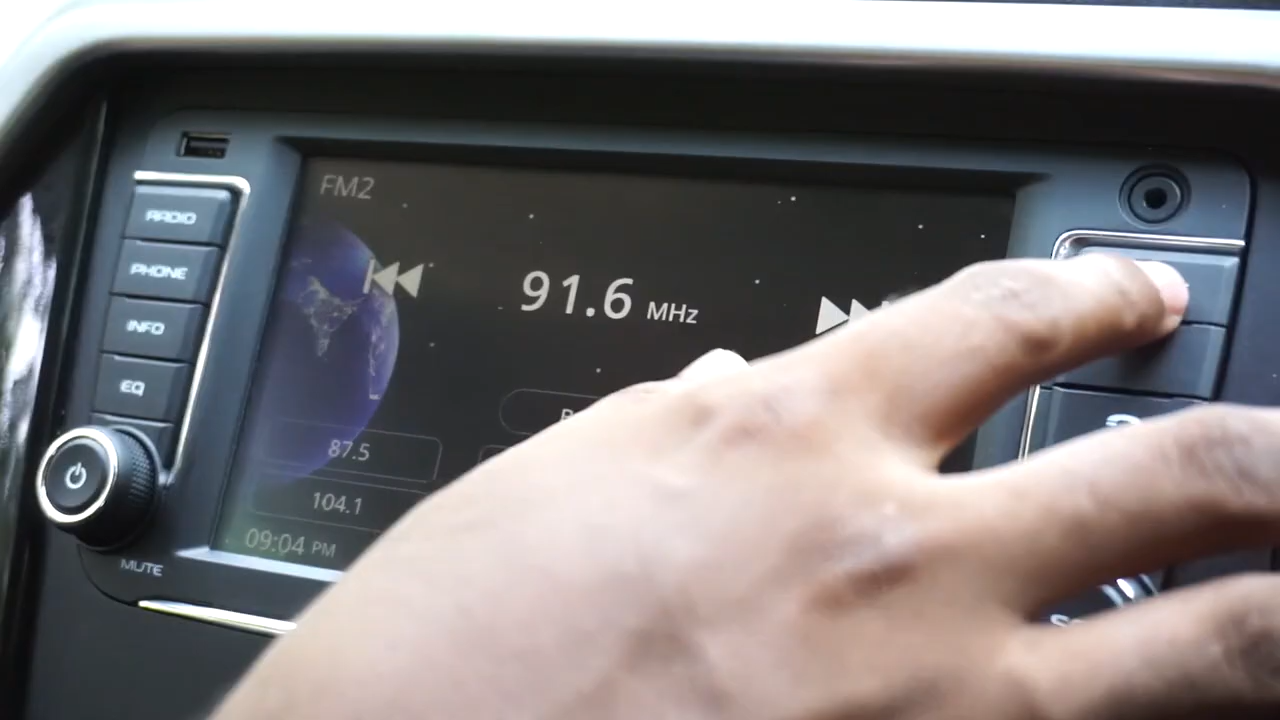 FM2
RADIO
PHONE
INFO
EQ
91.6 MHz
87.5
104.1
09:04 PM
MUTE